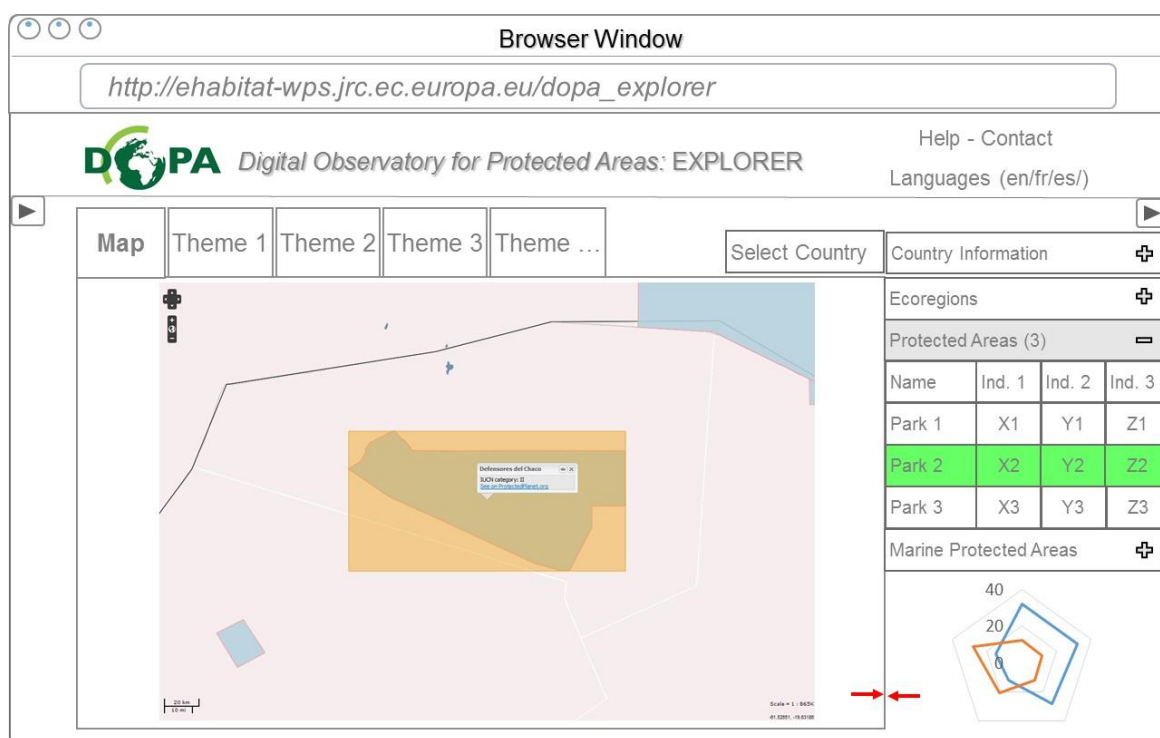 Browser Window
http://ehabitat-wps.jrc.ec.europa.eu/dopa_explorer
DOPA Digital Observatory for Protected Areas: EXPLORER
Help - Contact
Languages (en/fr/es/)
Map Theme 1 Theme 2 Theme 3 Theme ...
Select Country
Country Information
Ecoregions
Protected Areas (3)
Name Ind. 1 Ind. 2 Ind. 3
Park 1 X1 Y1 Z1
Park 2 X2 Y2 Z2
Park 3 X3 Y3 Z3
Marine Protected Areas
40
20
0
Defensores del Chaco
IUCN category: II
See on ProtectedPlanet.org
20 km
10 mi
Scale = 1 : 865K